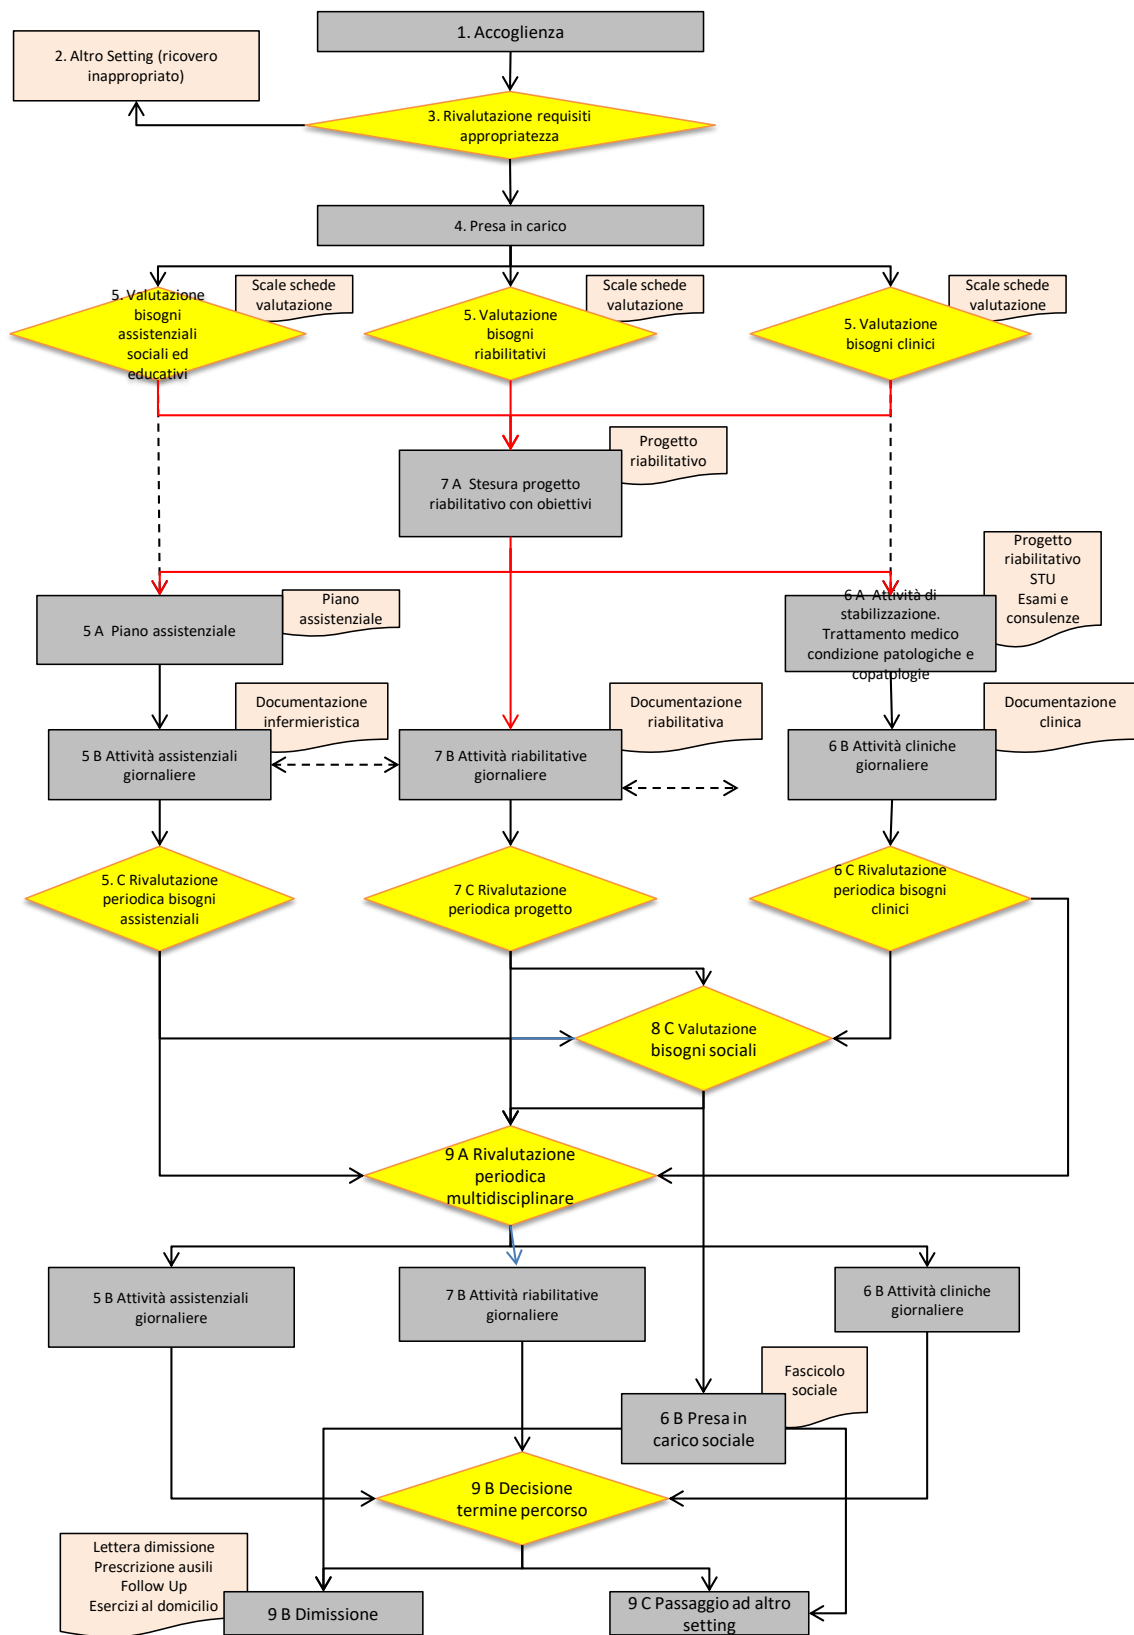 1. Accoglienza
2. Altro Setting (ricovero
inappropriato)
3. Rivalutazione requisiti
appropriatezza
4. Presa in carico
Scale schede
valutazione
Scale schede
valutazione
Scale schede
valutazione
5. Valutazione
bisogni
assistenziali
sociali ed
educativi
5. Valutazione
bisogni
riabilitativi
5. Valutazione
bisogni clinici
Progetto
riabilitativo
7 A Stesura progetto
riabilitativo con obiettivi
Progetto
riabilitativo
STU
Esami e
consulenze
Piano
assistenziale
5 A Piano assistenziale
6 A Attività di
stabilizzazione.
Trattamento medico
condizione patologiche e
copatologie
Documentazione
infermieristica
Documentazione
riabilitativa
Documentazione
clinica
5 B Attività assistenziali
giornaliere
7 B Attività riabilitative
giornaliere
6 B Attività cliniche
giornaliere
5. C Rivalutazione
periodica bisogni
assistenziali
7 C Rivalutazione
periodica progetto
6 C Rivalutazione
periodica bisogni
clinici
8 C Valutazione
bisogni sociali
9 A Rivalutazione
periodica
multidisciplinare
5 B Attività assistenziali
giornaliere
7 B Attività riabilitative
giornaliere
6 B Attività cliniche
giornaliere
Fascicolo
sociale
6 B Presa in
carico sociale
9 B Decisione
termine percorso
Lettera dimissione
Prescrizione ausili
Follow Up
Esercizi al domicilio
9 B Dimissione
9 C Passaggio ad altro
setting